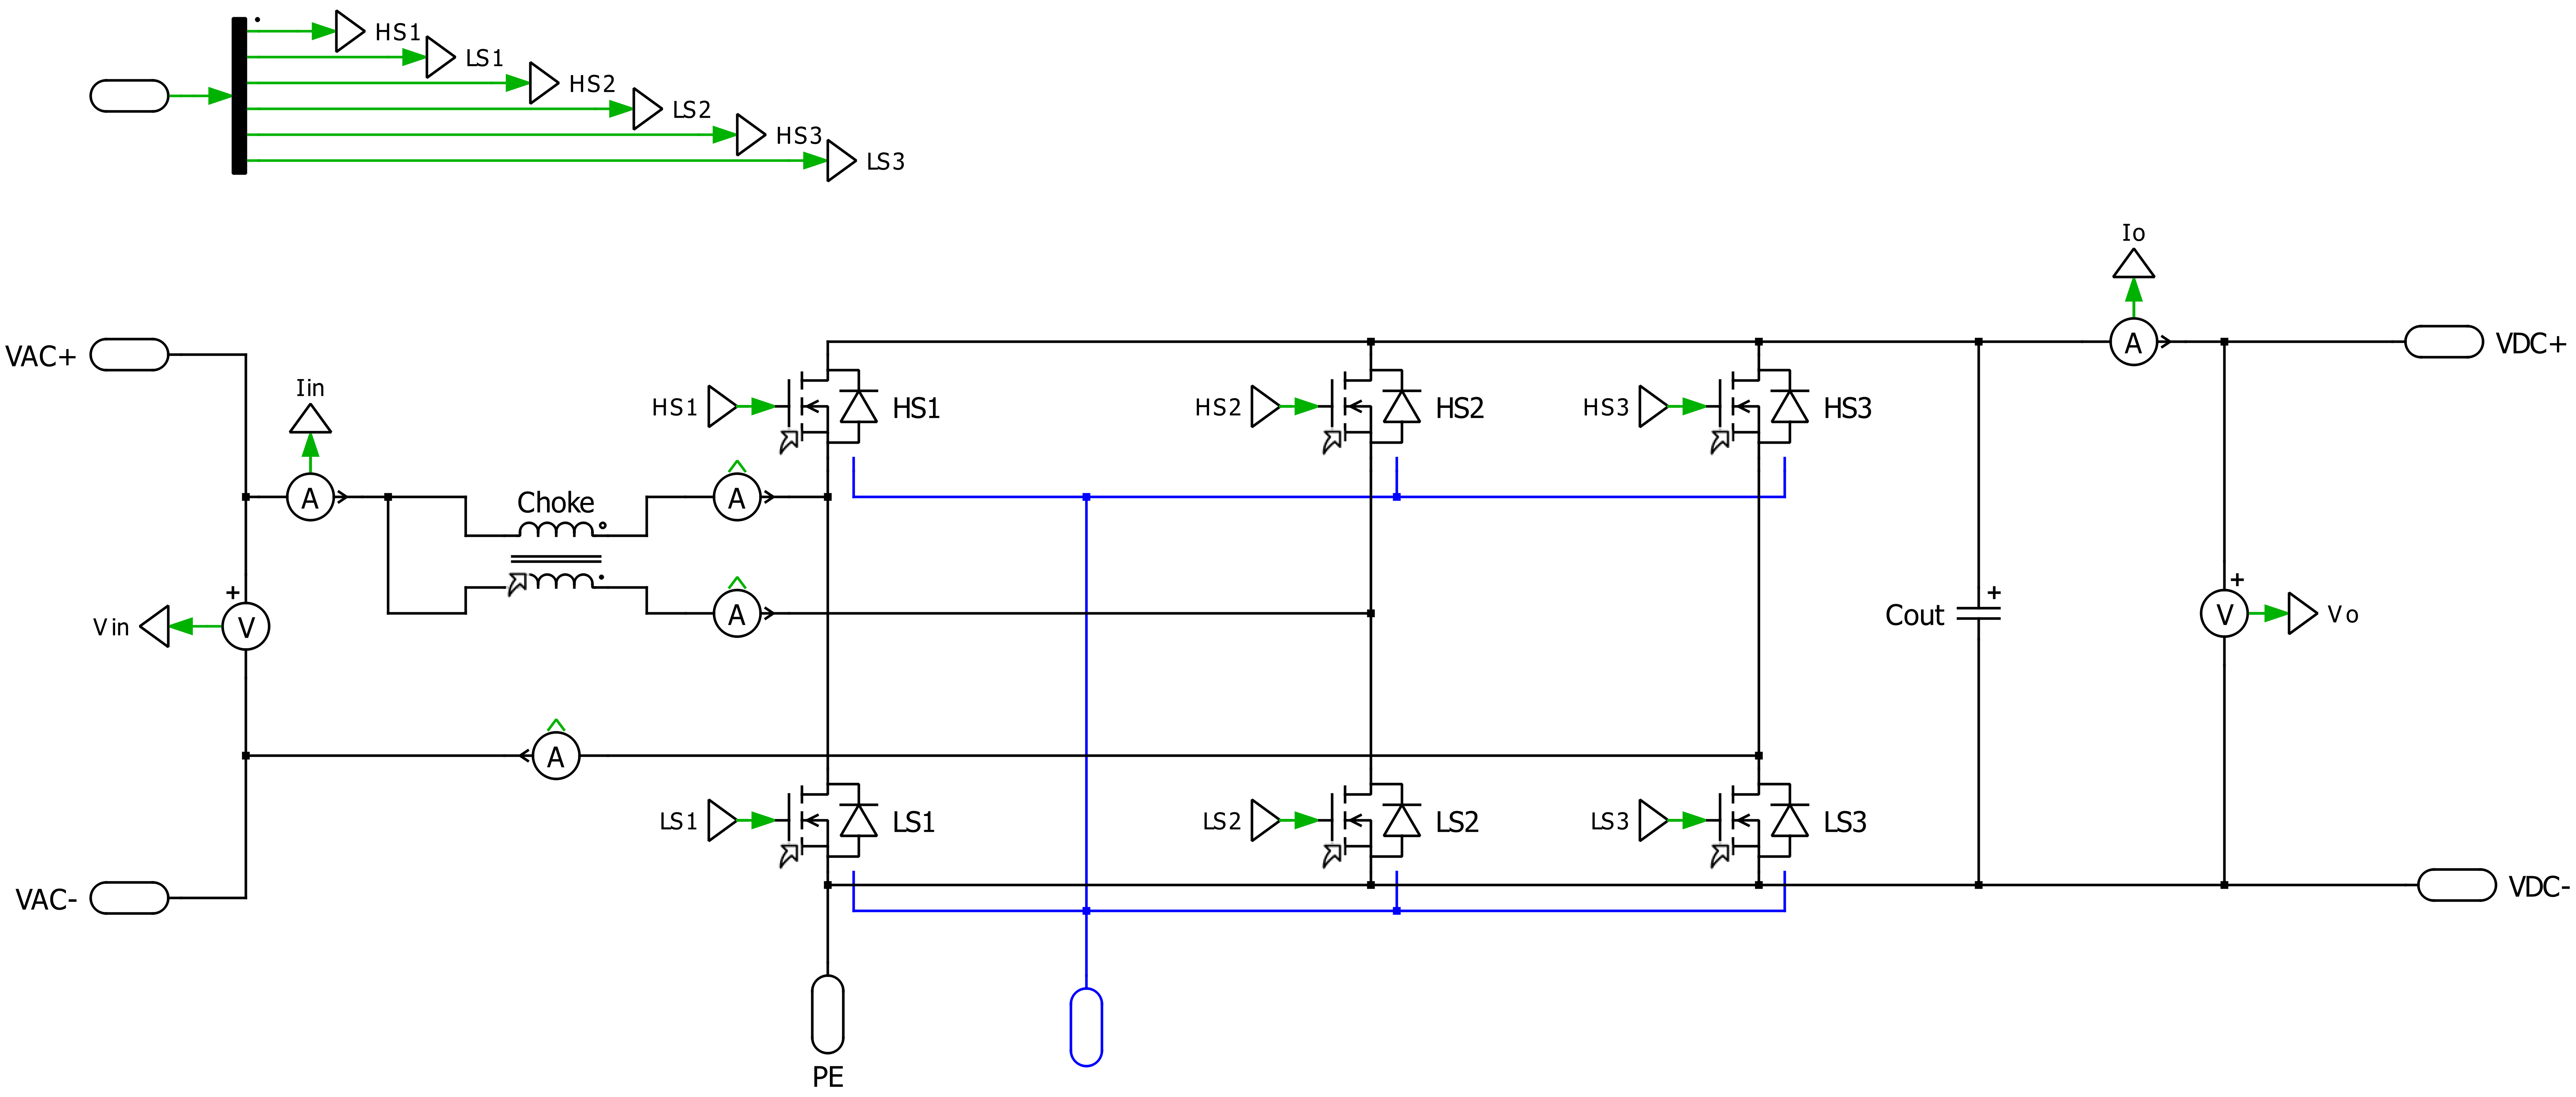 HS1
LS1
HS2
LS2
HS3
LS3
Io
A
VAC+
VDC+
Iin
A
HS1
HS1
HS2
HS2
HS3
HS3
Choke
A
A
+
V
Vin
+
Cout
+
V
Vo
A
LS1
LS1
LS2
LS2
LS3
LS3
VAC-
VDC-
PE